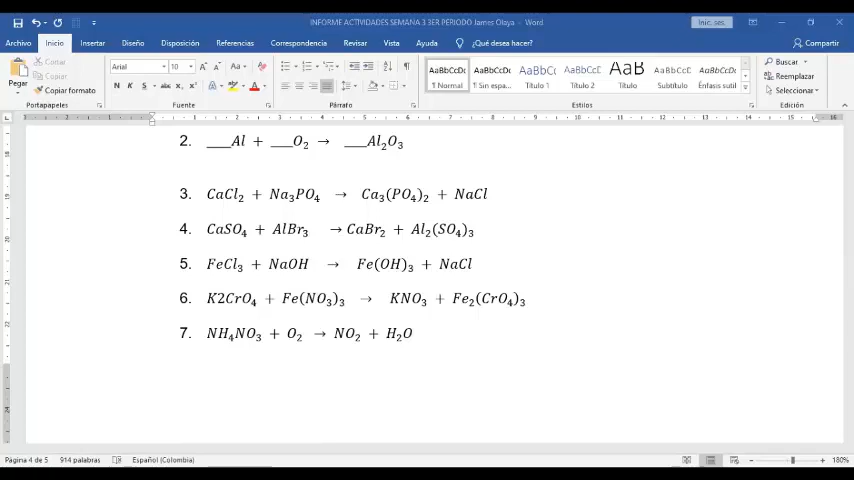 INFORME ACTIVIDADES SEMANA 3 3ER PERIODO James Olaya - Word
Inic. ses.
Archivo Inicio Insertar Diseño Disposición Referencias Correspondencia Revisar Vista Ayuda ¿Qué desea hacer? Compartir
Pegar
Cortar
Copiar
Copiar formato
Portapapeles
Arial 10
N K S
Fuente
Párrafo
AaBbCcDc AaBbCcDc AaBbCc AaBbCcD AaB AaBbCcD AaBbCcDc
¶ Normal ¶ Sin espa... Título 1 Título 2 Título Subtítulo Énfasis sutil
Estilos
Buscar
Reemplazar
Seleccionar
Edición
2. ___Al + ___O₂ → ___Al₂O₃
3. CaCl₂ + Na₃PO₄ → Ca₃(PO₄)₂ + NaCl
4. CaSO₄ + AlBr₃ → CaBr₂ + Al₂(SO₄)₃
5. FeCl₃ + NaOH → Fe(OH)₃ + NaCl
6. K2CrO₄ + Fe(NO₃)₃ → KNO₃ + Fe₂(CrO₄)₃
7. NH₄NO₃ + O₂ → NO₂ + H₂O
Página 4 de 5 914 palabras Español (Colombia) 180%